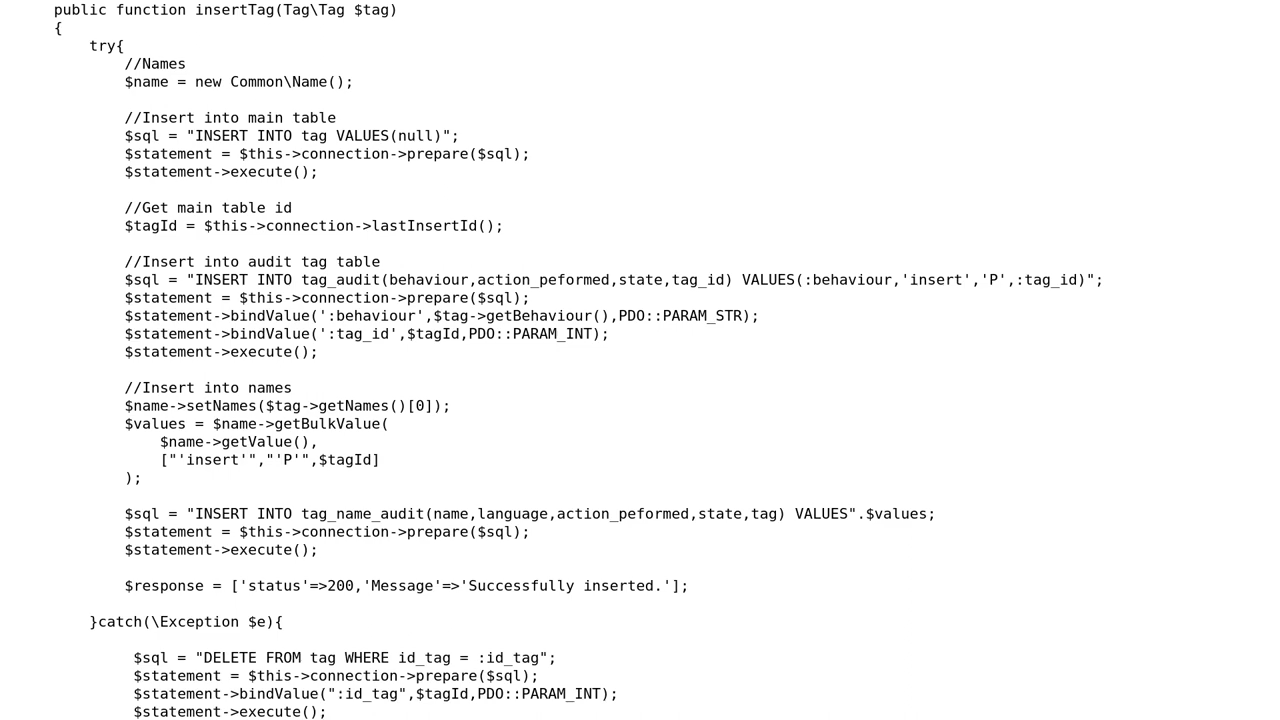 public function insertTag(Tag\Tag $tag)
{
try{
//Names
$name = new Common\Name();
//Insert into main table
$sql = "INSERT INTO tag VALUES(null)";
$statement = $this->connection->prepare($sql);
$statement->execute();
//Get main table id
$tagId = $this->connection->lastInsertId();
//Insert into audit tag table
$sql = "INSERT INTO tag_audit(behaviour,action_peformed,state,tag_id) VALUES(:behaviour,'insert','P',:tag_id)";
$statement = $this->connection->prepare($sql);
$statement->bindValue(':behaviour',$tag->getBehaviour(),PDO::PARAM_STR);
$statement->bindValue(':tag_id',$tagId,PDO::PARAM_INT);
$statement->execute();
//Insert into names
$name->setNames($tag->getNames()[0]);
$values = $name->getBulkValue(
$name->getValue(),
["'insert'","'P'",$tagId]
);
$sql = "INSERT INTO tag_name_audit(name,language,action_peformed,state,tag) VALUES".$values;
$statement = $this->connection->prepare($sql);
$statement->execute();
$response = ['status'=>200,'Message'=>'Successfully inserted.'];
}catch(\Exception $e){
$sql = "DELETE FROM tag WHERE id_tag = :id_tag";
$statement = $this->connection->prepare($sql);
$statement->bindValue(":id_tag",$tagId,PDO::PARAM_INT);
$statement->execute();